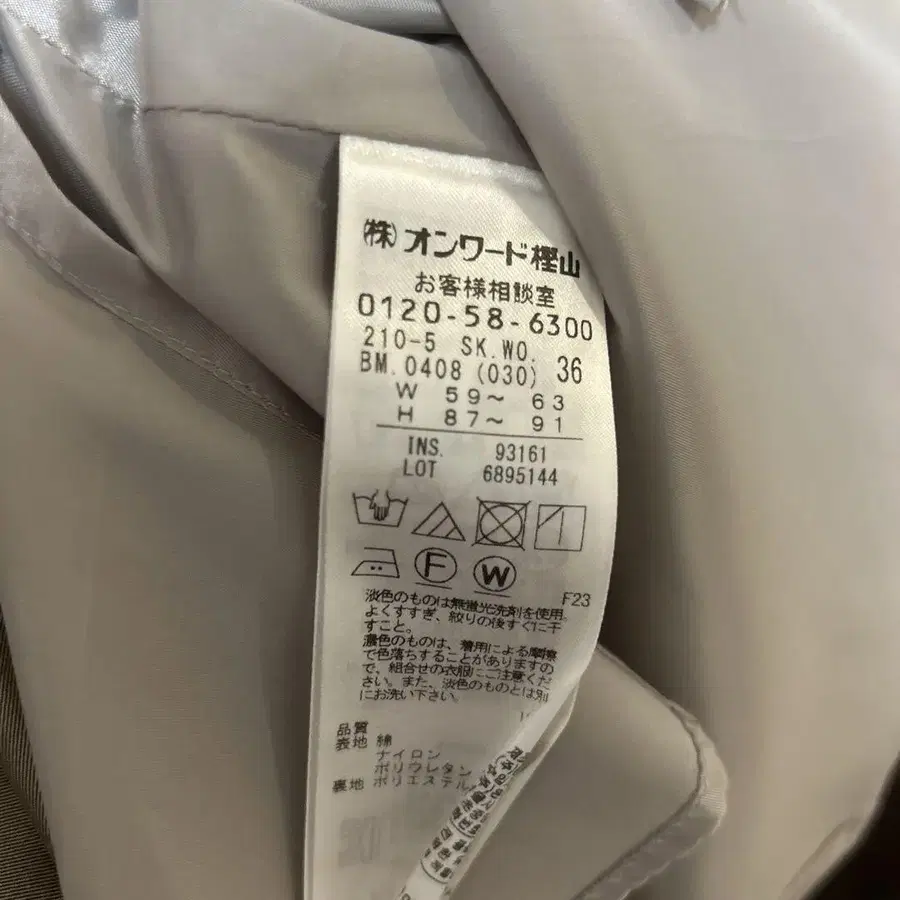 (株)オンワード樫山
お客様相談室
0120-58-6300
210-5 SK.WO. 36
BM.0408 (030)
W 59～ 63
H 87～ 91
INS. 93161
LOT 6895144
F
W
F23
淡色のものは無蛍光洗剤を使用。
よくすすぎ、絞りの後すぐに干
すこと。
濃色のものは、着用による摩擦
で色落ちすることがありますの
で、組合せの衣服にご注意くだ
さい。また、淡色のものとは別
にお洗い下さい。
品質
表地 綿
ナイロン
ポリウレタン
裏地 ポリエステル